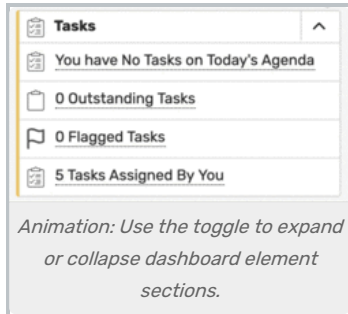 Tasks
You have No Tasks on Today's Agenda
0 Outstanding Tasks
0 Flagged Tasks
5 Tasks Assigned By You
Animation: Use the toggle to expand
or collapse dashboard element
sections.